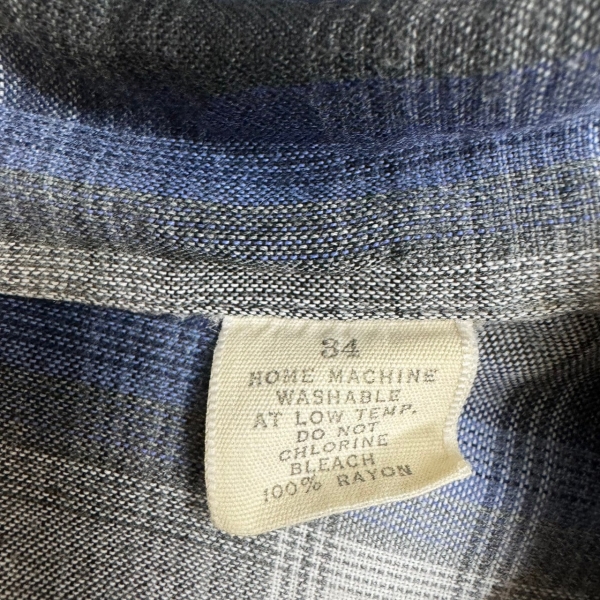 34
HOME MACHINE
WASHABLE
AT LOW TEMP.
DO NOT
CHLORINE
BLEACH
100% RAYON